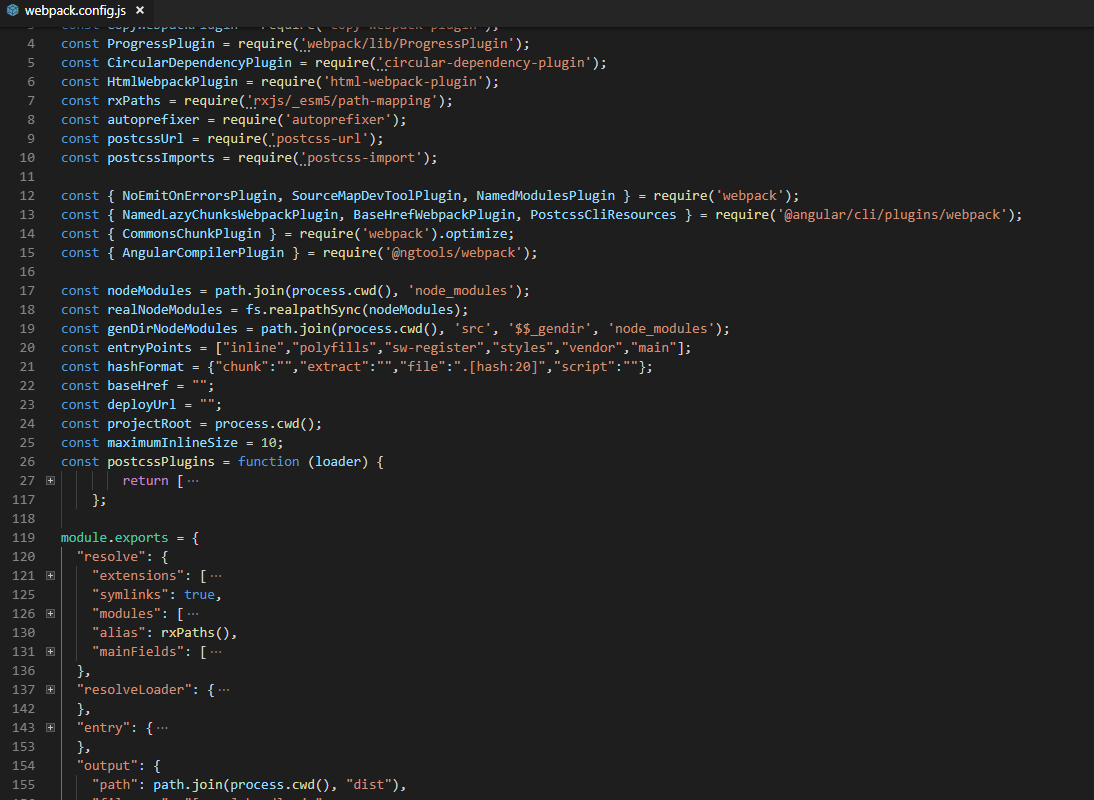 webpack.config.js ×
4 const ProgressPlugin = require('webpack/lib/ProgressPlugin');
5 const CircularDependencyPlugin = require('circular-dependency-plugin');
6 const HtmlWebpackPlugin = require('html-webpack-plugin');
7 const rxPaths = require('rxjs/_esm5/path-mapping');
8 const autoprefixer = require('autoprefixer');
9 const postcssUrl = require('postcss-url');
10 const postcssImports = require('postcss-import');
11
12 const { NoEmitOnErrorsPlugin, SourceMapDevToolPlugin, NamedModulesPlugin } = require('webpack');
13 const { NamedLazyChunksWebpackPlugin, BaseHrefWebpackPlugin, PostcssCliResources } = require('@angular/cli/plugins/webpack');
14 const { CommonsChunkPlugin } = require('webpack').optimize;
15 const { AngularCompilerPlugin } = require('@ngtools/webpack');
16
17 const nodeModules = path.join(process.cwd(), 'node_modules');
18 const realNodeModules = fs.realpathSync(nodeModules);
19 const genDirNodeModules = path.join(process.cwd(), 'src', '$$_gendir', 'node_modules');
20 const entryPoints = ["inline","polyfills","sw-register","styles","vendor","main"];
21 const hashFormat = {"chunk":"","extract":"","file":".[hash:20]","script":""};
22 const baseHref = "";
23 const deployUrl = "";
24 const projectRoot = process.cwd();
25 const maximumInlineSize = 10;
26 const postcssPlugins = function (loader) {
27 return [ ⋯
117 };
118
119 module.exports = {
120 "resolve": {
121 "extensions": [ ⋯
125 "symlinks": true,
126 "modules": [ ⋯
130 "alias": rxPaths(),
131 "mainFields": [ ⋯
136 },
137 "resolveLoader": { ⋯
142 },
143 "entry": { ⋯
153 },
154 "output": {
155 "path": path.join(process.cwd(), "dist"),